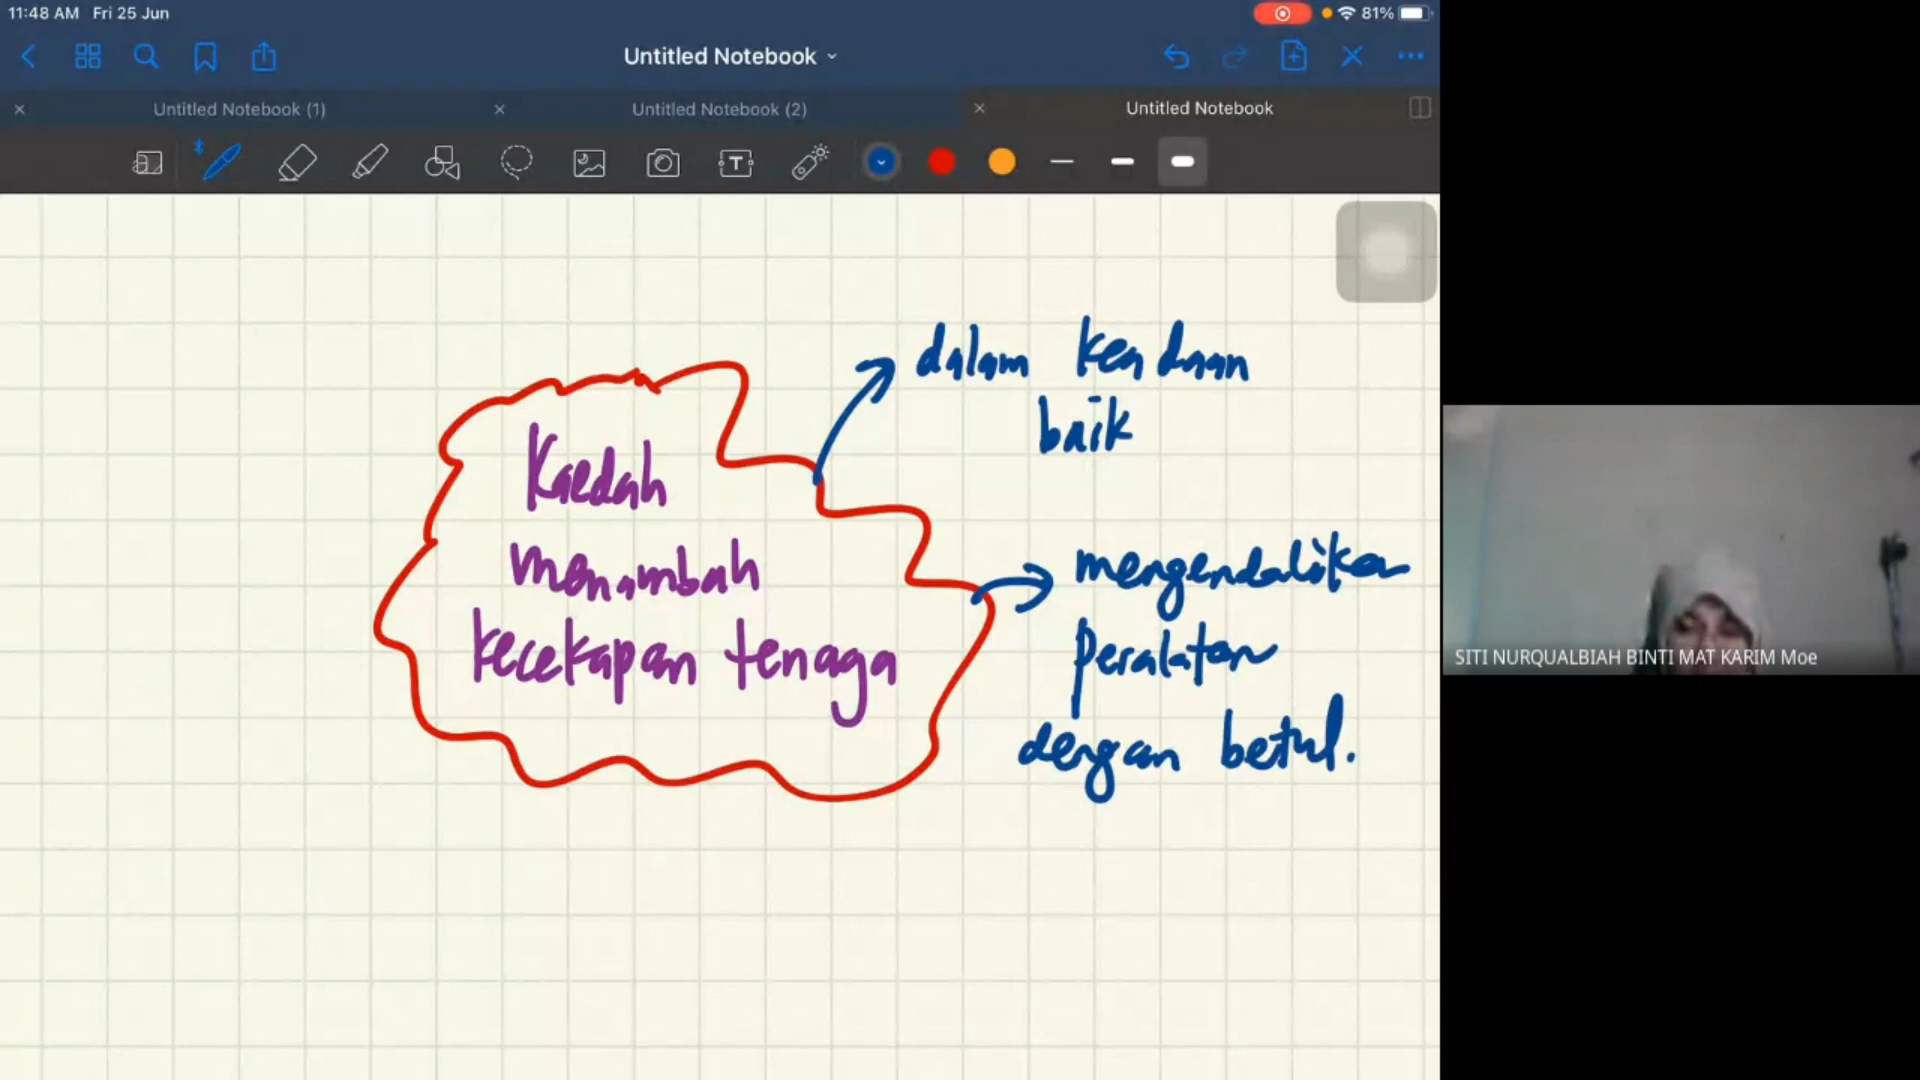 11:48 AM Fri 25 Jun
81%
Untitled Notebook
Untitled Notebook (1)
Untitled Notebook (2)
Untitled Notebook
T
Kaedah
menambah
kecekapan tenaga
dalam keadaan
baik
mengendalikan
peralatan
dengan betul.
SITI NURQUALBIAH BINTI MAT KARIM Moe